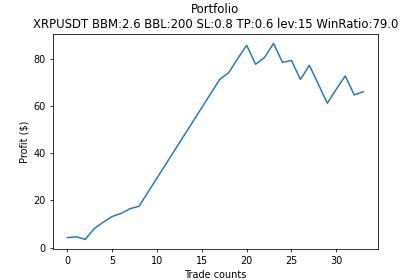 Portfolio
XRPUSDT BBM:2.6 BBL:200 SL:0.8 TP:0.6 lev:15 WinRatio:79.0
Profit ($)
80
60
40
20
0
0 5 10 15 20 25 30
Trade counts